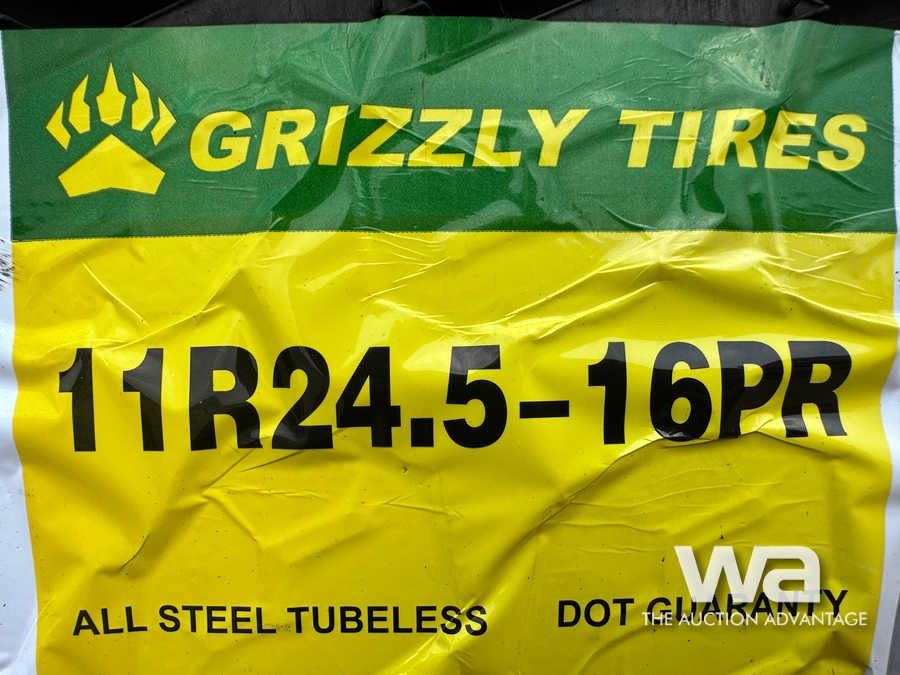 GRIZZLY TIRES
11R24.5-16PR
ALL STEEL TUBELESS
DOT GUARANTY
wa
THE AUCTION ADVANTAGE